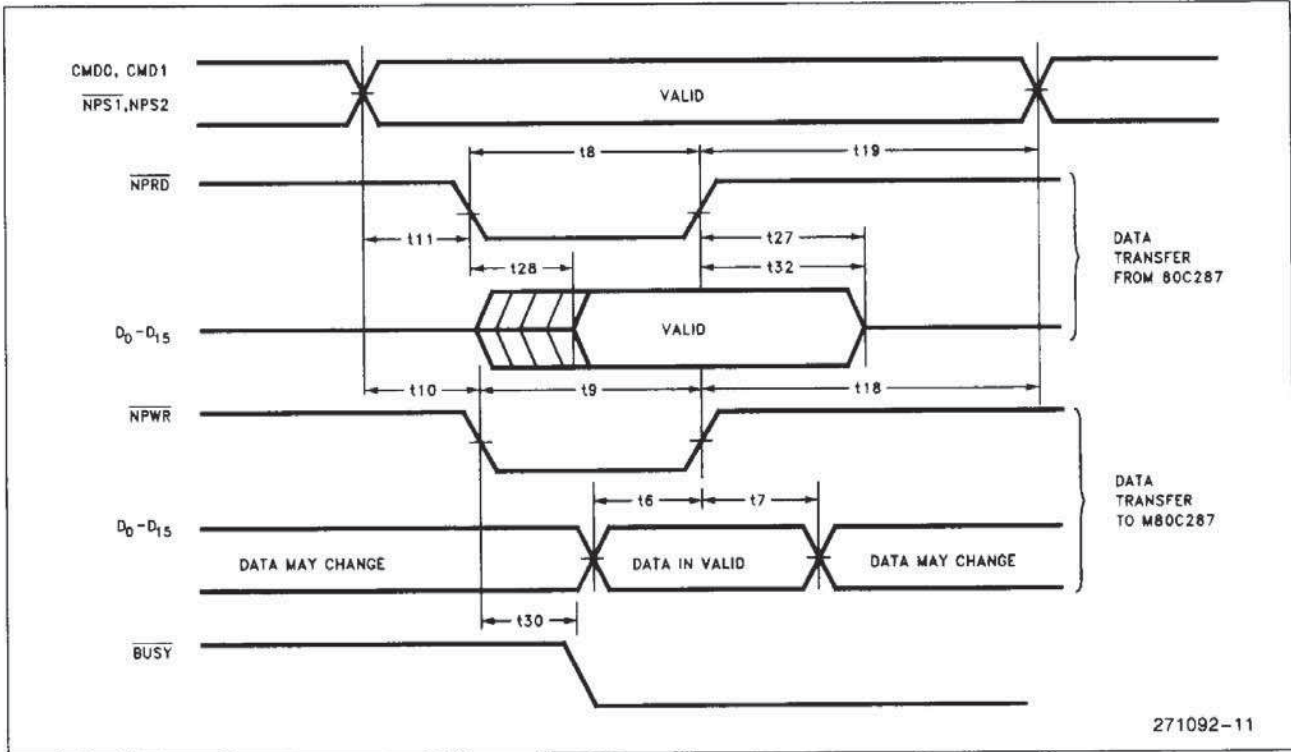 CMD0, CMD1
NPS1,NPS2
VALID
t8
t19
NPRD
t11
t27
t28
t32
DATA
TRANSFER
FROM 80C287
D0-D15
VALID
t10
t9
t18
NPWR
t6
t7
DATA
TRANSFER
TO M80C287
D0-D15
DATA MAY CHANGE
DATA IN VALID
DATA MAY CHANGE
t30
BUSY
271092-11